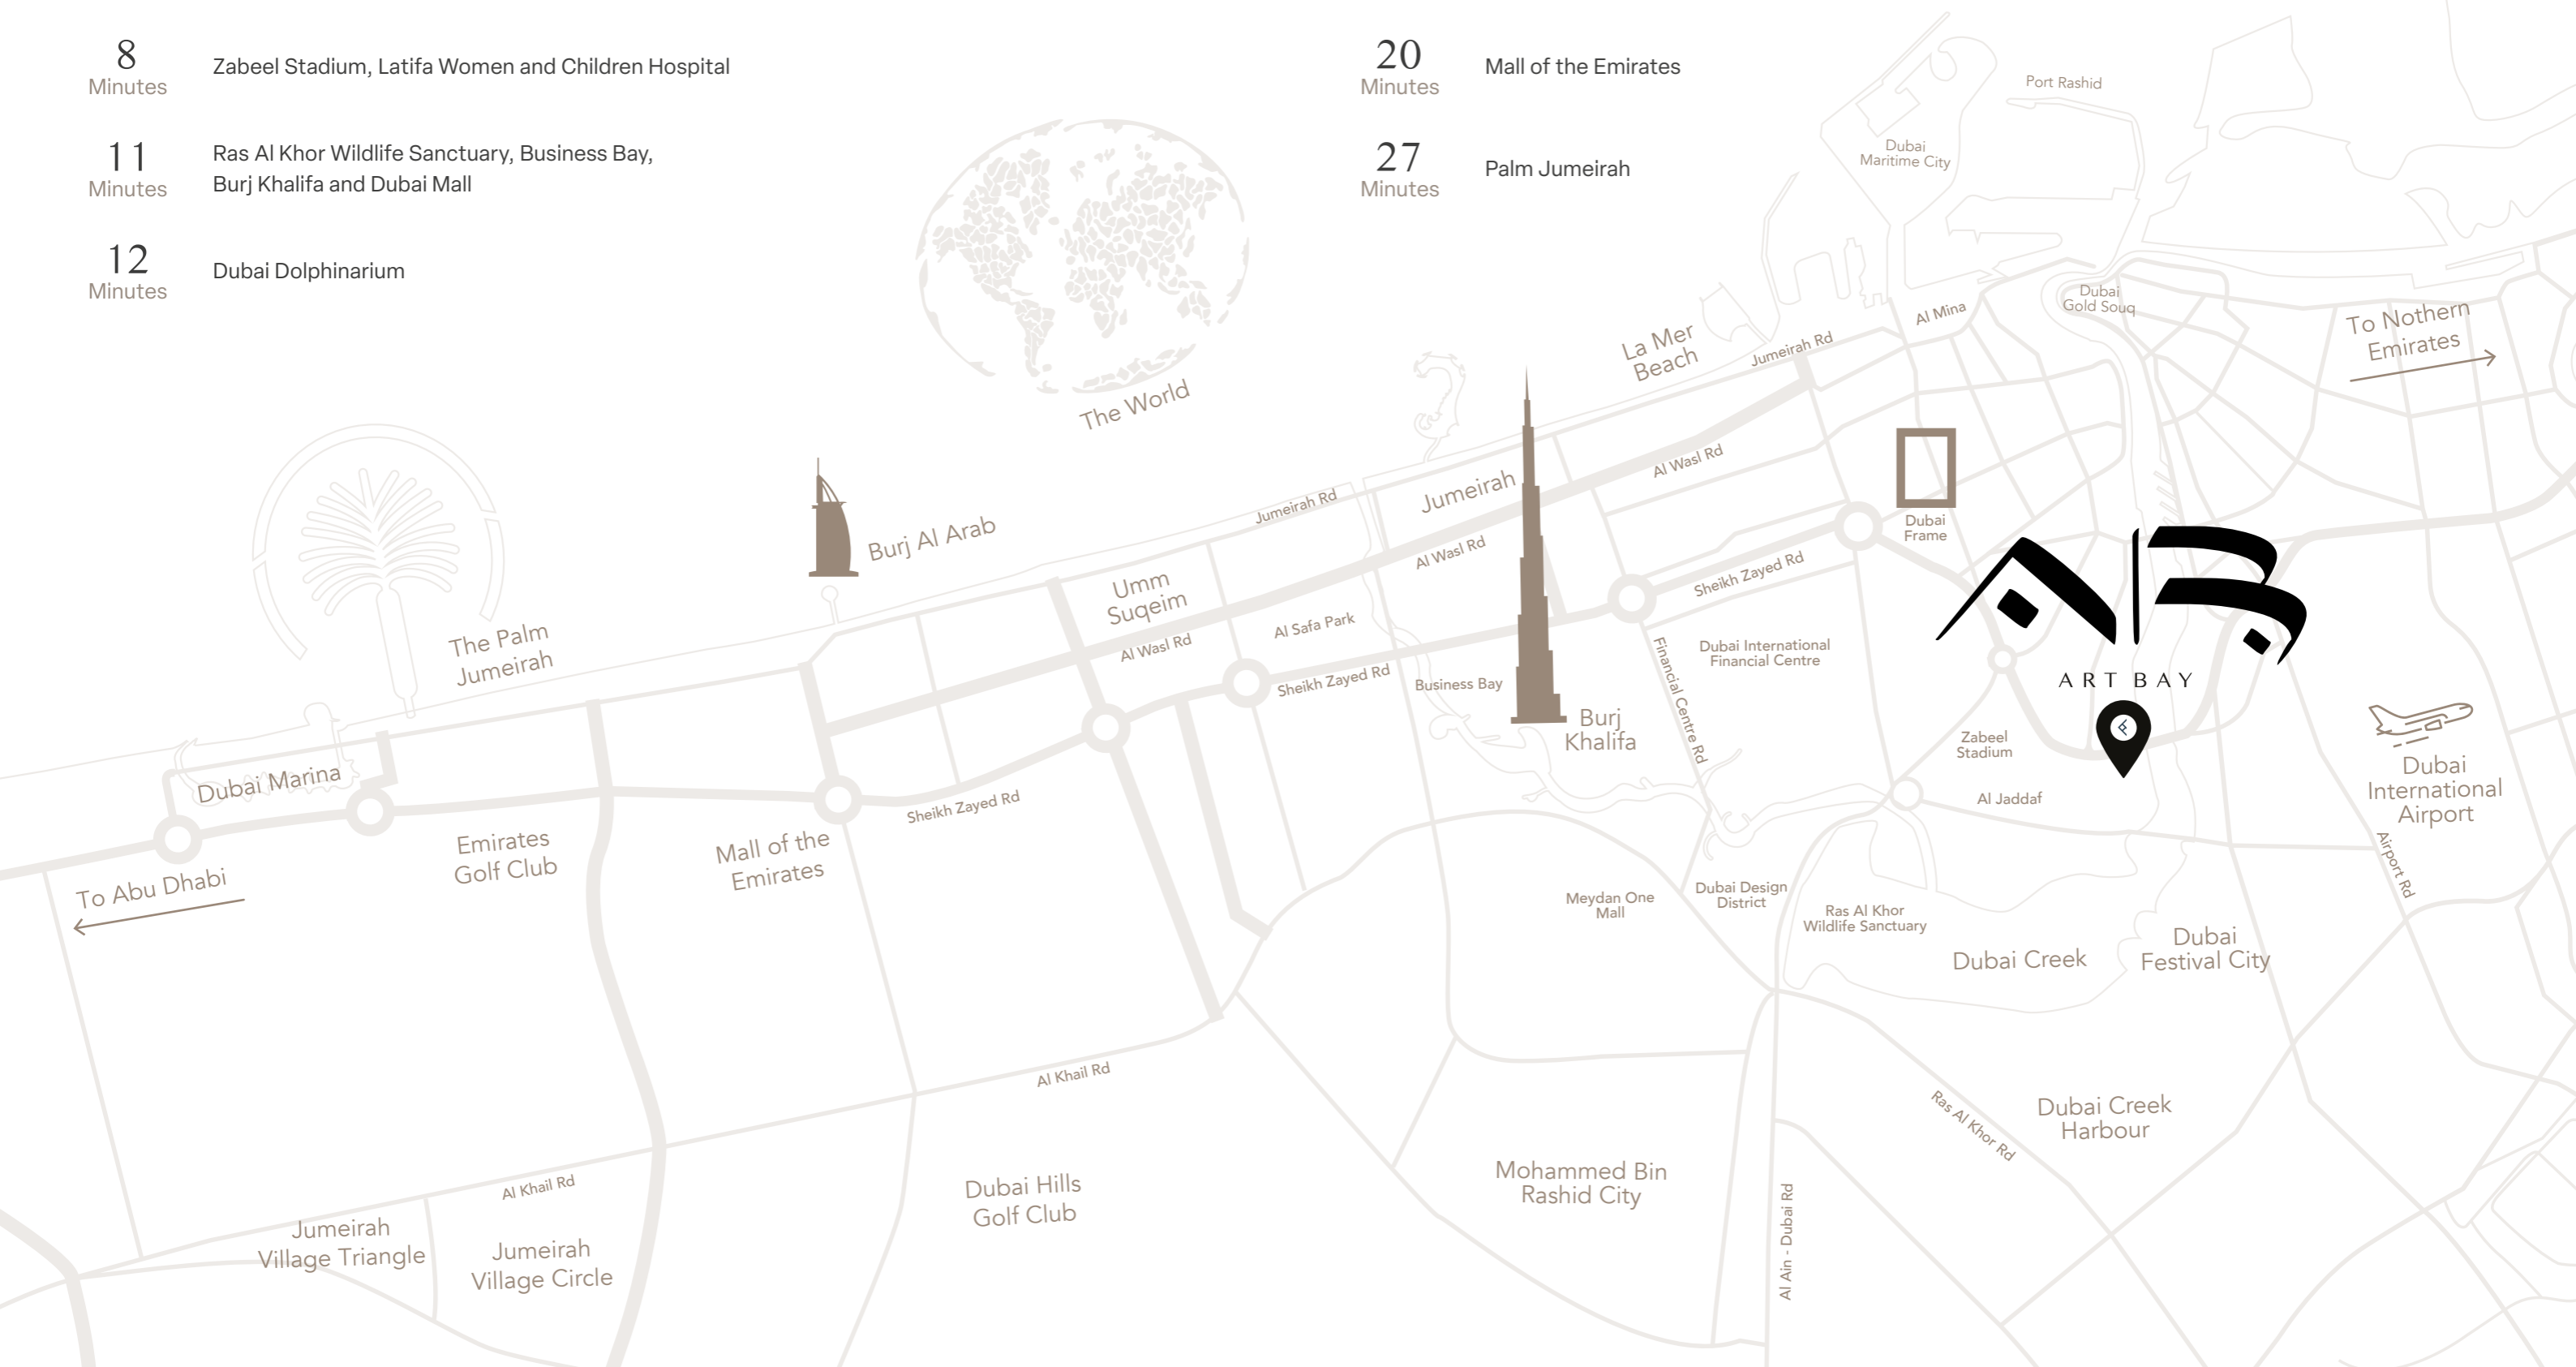 8
Minutes
Zabeel Stadium, Latifa Women and Children Hospital
11
Minutes
Ras Al Khor Wildlife Sanctuary, Business Bay,
Burj Khalifa and Dubai Mall
12
Minutes
Dubai Dolphinarium
20
Minutes
Mall of the Emirates
27
Minutes
Palm Jumeirah
Port Rashid
Dubai
Maritime City
Dubai
Gold Souq
Al Mina
To Nothern
Emirates
La Mer
Beach
Jumeirah Rd
The World
Burj Al Arab
Jumeirah Rd
Jumeirah
Al Wasl Rd
Al Wasl Rd
Dubai
Frame
Sheikh Zayed Rd
Umm
Suqeim
Al Wasl Rd
Al Safa Park
Sheikh Zayed Rd
Business Bay
Burj
Khalifa
Financial Centre Rd
Dubai International
Financial Centre
ART BAY
Zabeel
Stadium
Al Jaddaf
Dubai
International
Airport
Airport Rd
The Palm
Jumeirah
Dubai Marina
To Abu Dhabi
Emirates
Golf Club
Mall of the
Emirates
Sheikh Zayed Rd
Meydan One
Mall
Dubai Design
District
Ras Al Khor
Wildlife Sanctuary
Dubai Creek
Dubai
Festival City
Al Khail Rd
Al Khail Rd
Jumeirah
Village Triangle
Jumeirah
Village Circle
Dubai Hills
Golf Club
Mohammed Bin
Rashid City
Al Ain - Dubai Rd
Ras Al Khor Rd
Dubai Creek
Harbour